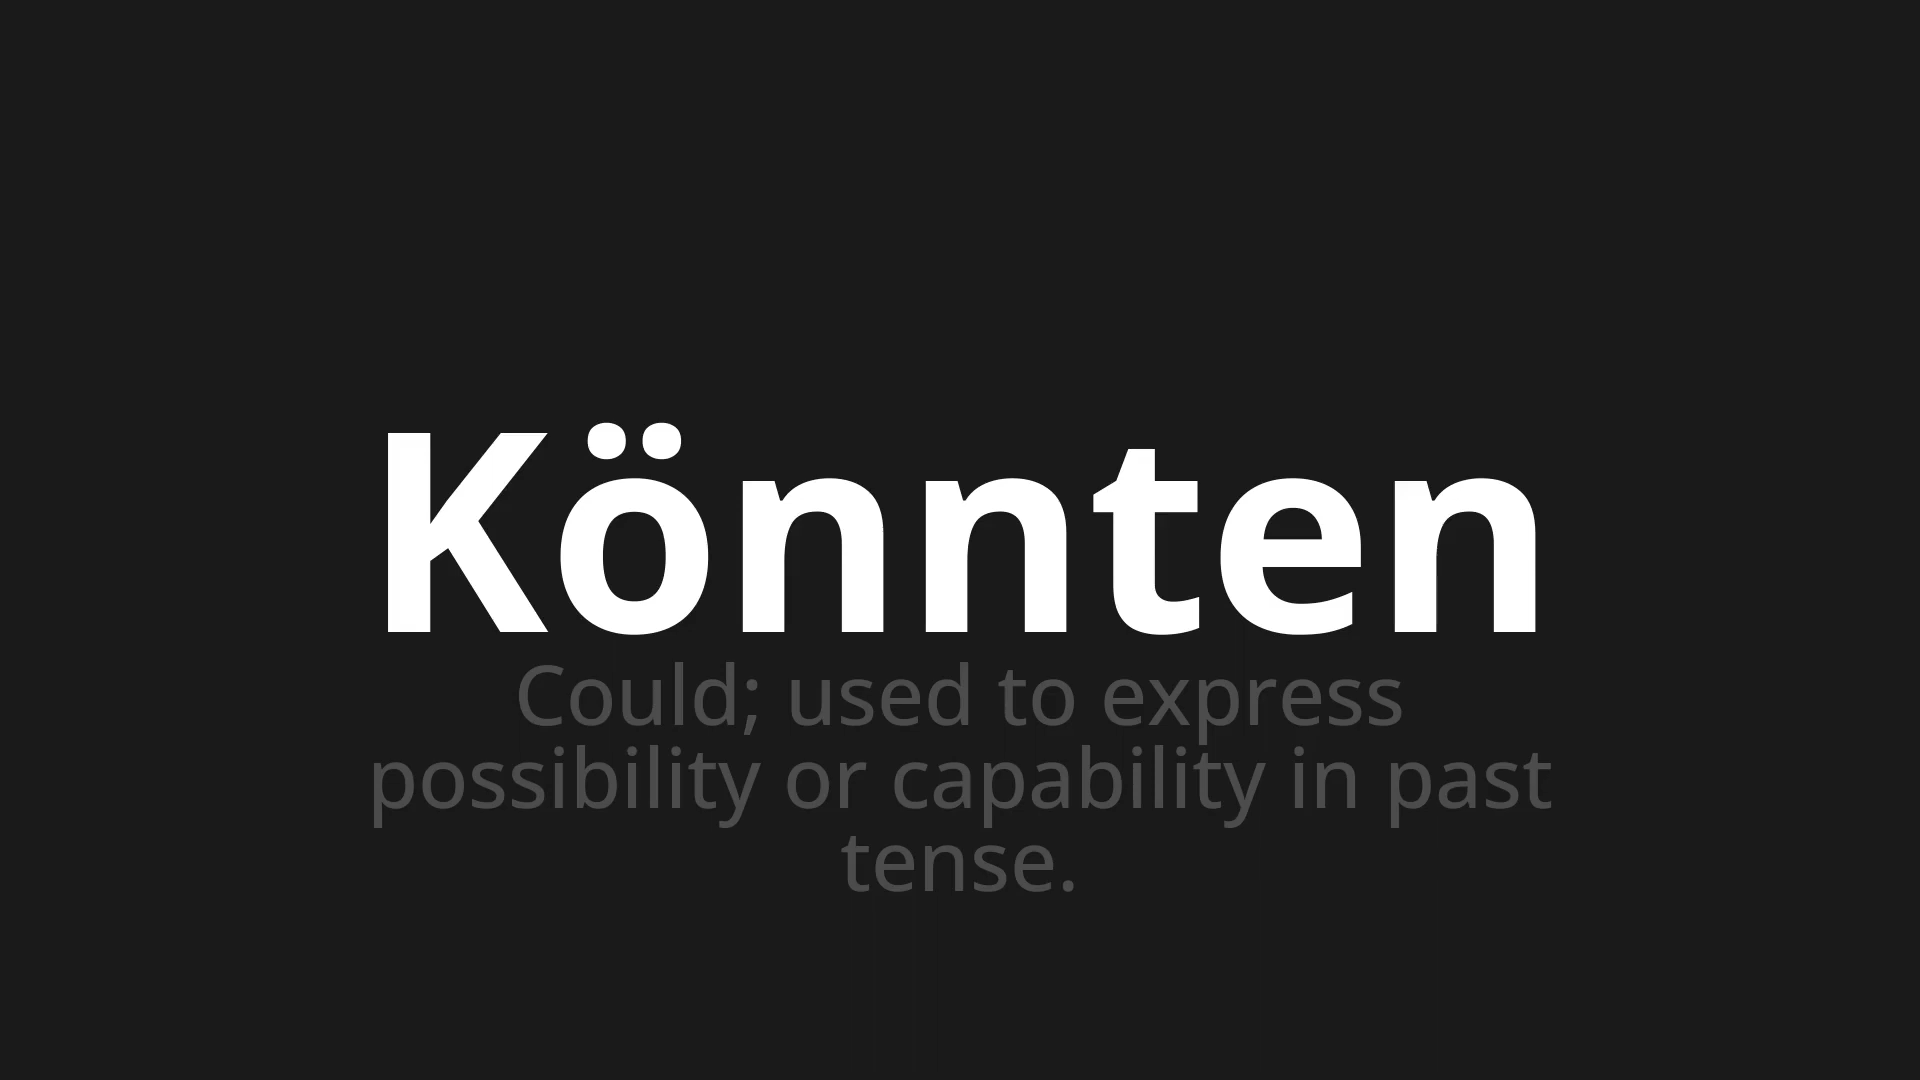 Könnten
Could; used to express
possibility or capability in past
tense.